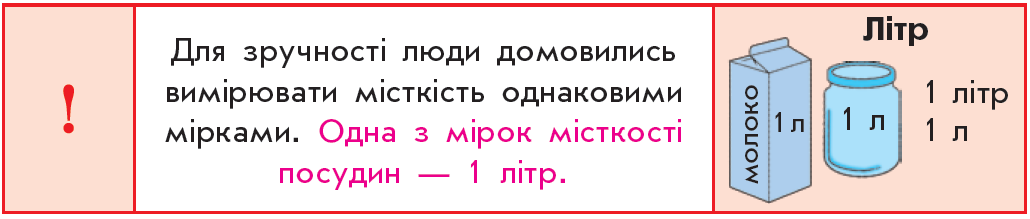 !
Для зручності люди домовились
вимірювати місткість однаковими
мірками. Одна з мірок місткості
посудин — 1 літр.
Літр
МОЛОКО
1 л
1 л
1 літр
1 л